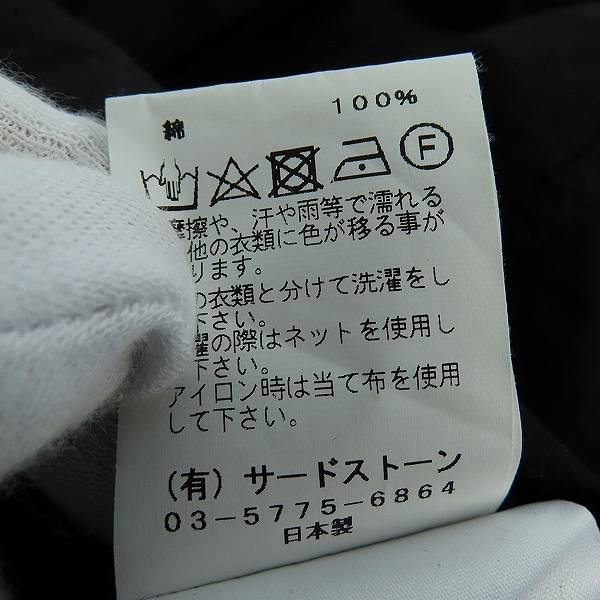 綿 100%
F
摩擦や、汗や雨等で濡れる
他の衣類に色が移る事が
ります。
の衣類と分けて洗濯をし
下さい。
濯の際はネットを使用し
下さい。
アイロン時は当て布を使用
して下さい。
(有) サードストーン
03-5775-6864
日本製